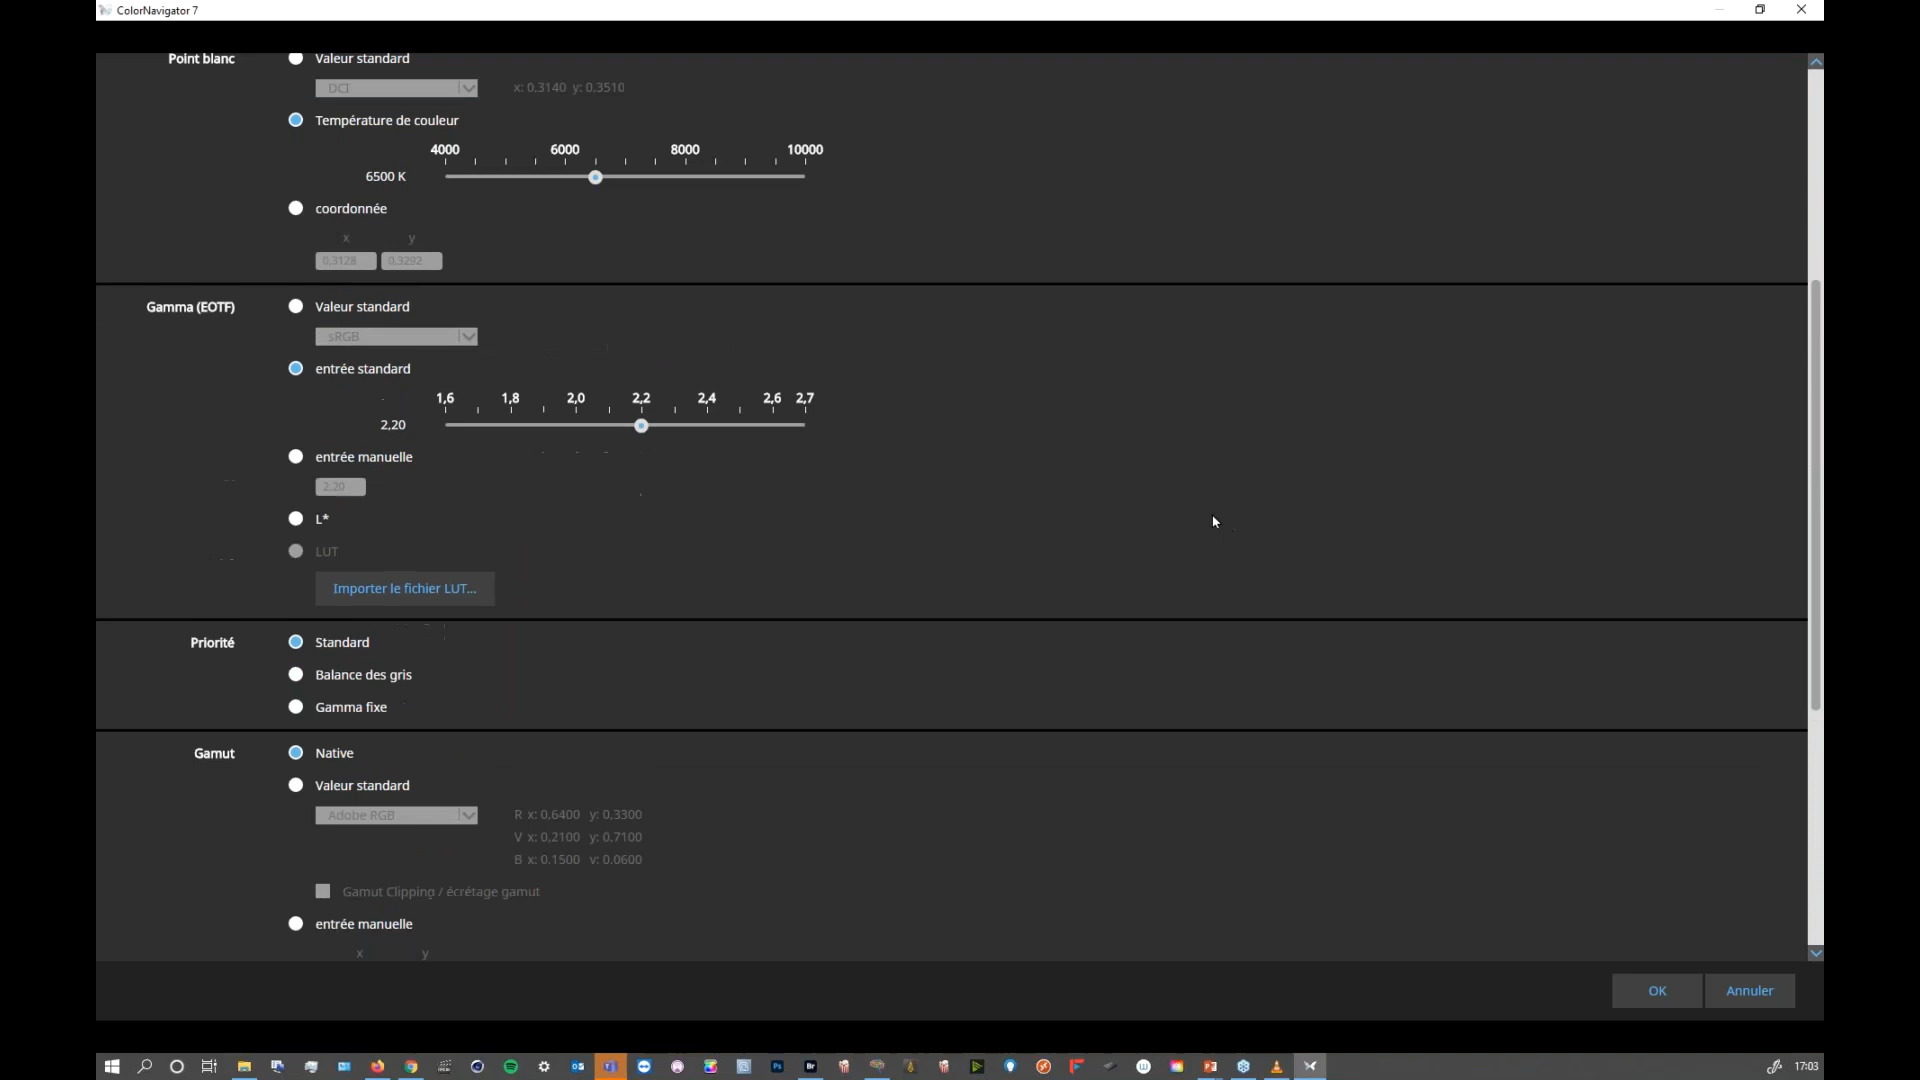 ColorNavigator 7
Point blanc
Valeur standard
DCI
x: 0,3140 y: 0,3510
Température de couleur
4000 6000 8000 10000
6500 K
coordonnée
x y
0,3128 0,3292
Gamma (EOTF)
Valeur standard
sRGB
entrée standard
1,6 1,8 2,0 2,2 2,4 2,6 2,7
2,20
entrée manuelle
2.20
L*
LUT
Importer le fichier LUT...
Priorité
Standard
Balance des gris
Gamma fixe
Gamut
Native
Valeur standard
Adobe RGB
R x: 0,6400 y: 0,3300
V x: 0,2100 y: 0,7100
B x: 0.1500 y: 0.0600
Gamut Clipping / écrétage gamut
entrée manuelle
x y
OK Annuler
Ps Br
17:03